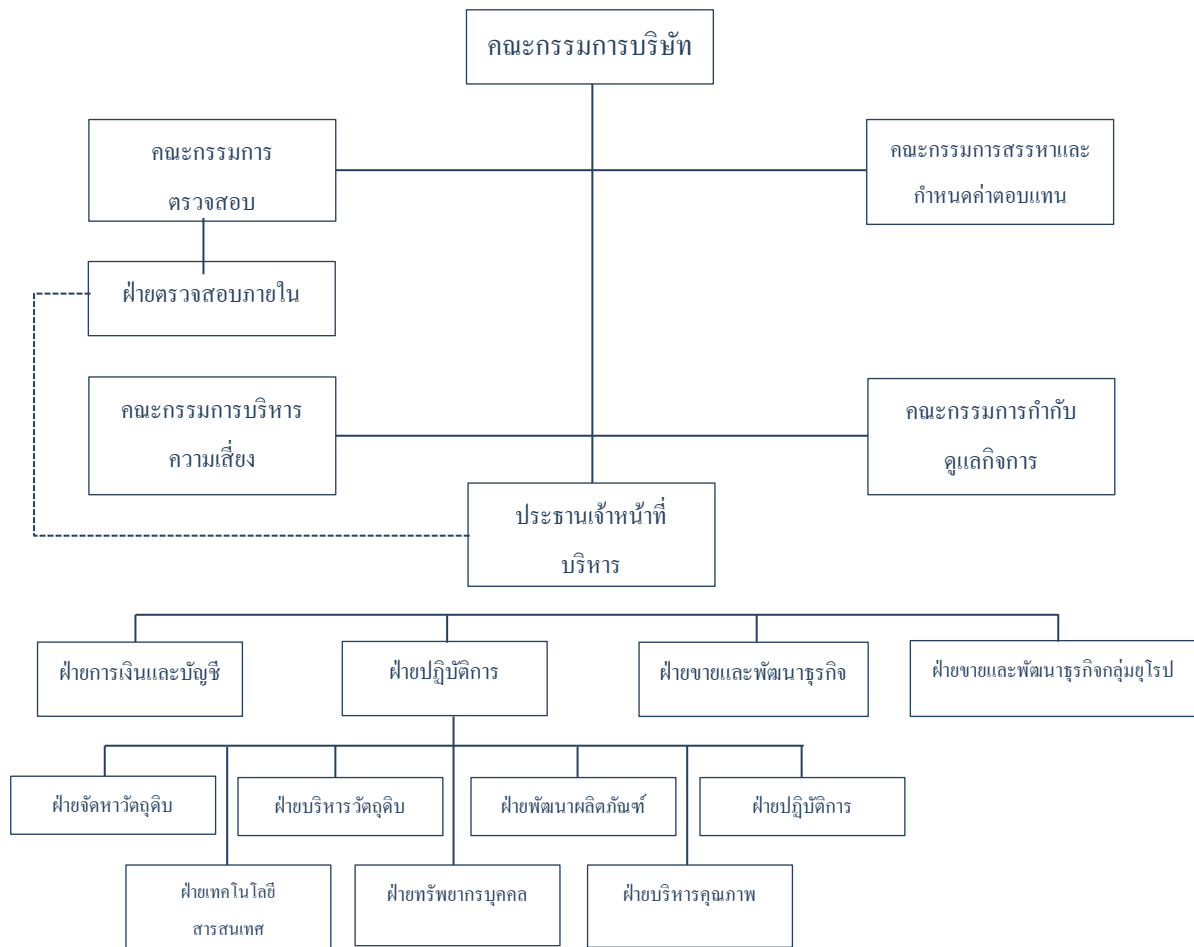 คณะกรรมการบริษัท
คณะกรรมการ
ตรวจสอบ
คณะกรรมการสรรหาและ
กำหนดค่าตอบแทน
ฝ่ายตรวจสอบภายใน
คณะกรรมการบริหาร
ความเสี่ยง
คณะกรรมการกำกับ
ดูแลกิจการ
ประธานเจ้าหน้าที่
บริหาร
ฝ่ายการเงินและบัญชี
ฝ่ายปฏิบัติการ
ฝ่ายขายและพัฒนาธุรกิจ
ฝ่ายขายและพัฒนาธุรกิจกลุ่มยุโรป
ฝ่ายจัดหาวัตถุดิบ
ฝ่ายบริหารวัตถุดิบ
ฝ่ายพัฒนาผลิตภัณฑ์
ฝ่ายปฏิบัติการ
ฝ่ายเทคโนโลยี
สารสนเทศ
ฝ่ายทรัพยากรบุคคล
ฝ่ายบริหารคุณภาพ